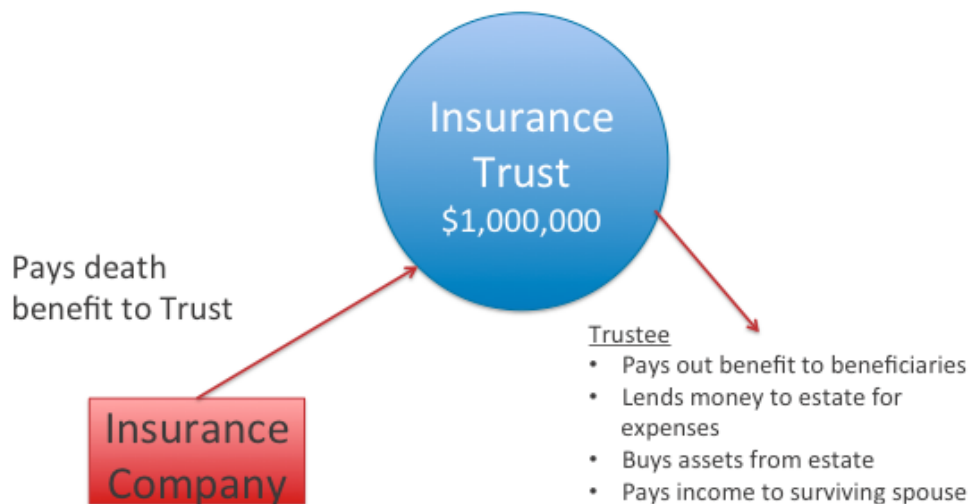 Insurance
Trust
$1,000,000
Pays death
benefit to Trust
Insurance
Company
Trustee
• Pays out benefit to beneficiaries
• Lends money to estate for
expenses
• Buys assets from estate
• Pays income to surviving spouse